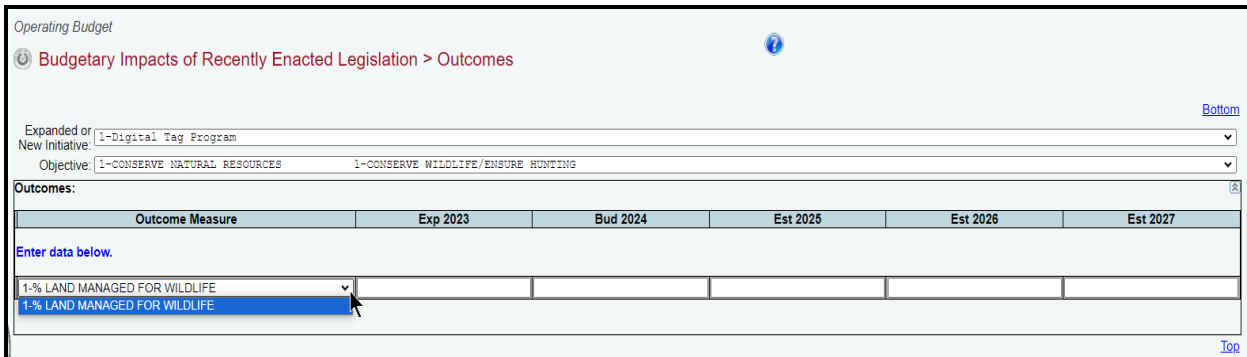 Operating Budget
Budgetary Impacts of Recently Enacted Legislation > Outcomes
Bottom
Expanded or New Initiative: 1-Digital Tag Program
Objective: 1-CONSERVE NATURAL RESOURCES 1-CONSERVE WILDLIFE/ENSURE HUNTING
Outcomes:
Outcome Measure Exp 2023 Bud 2024 Est 2025 Est 2026 Est 2027
Enter data below.
1-% LAND MANAGED FOR WILDLIFE
1-% LAND MANAGED FOR WILDLIFE
Top